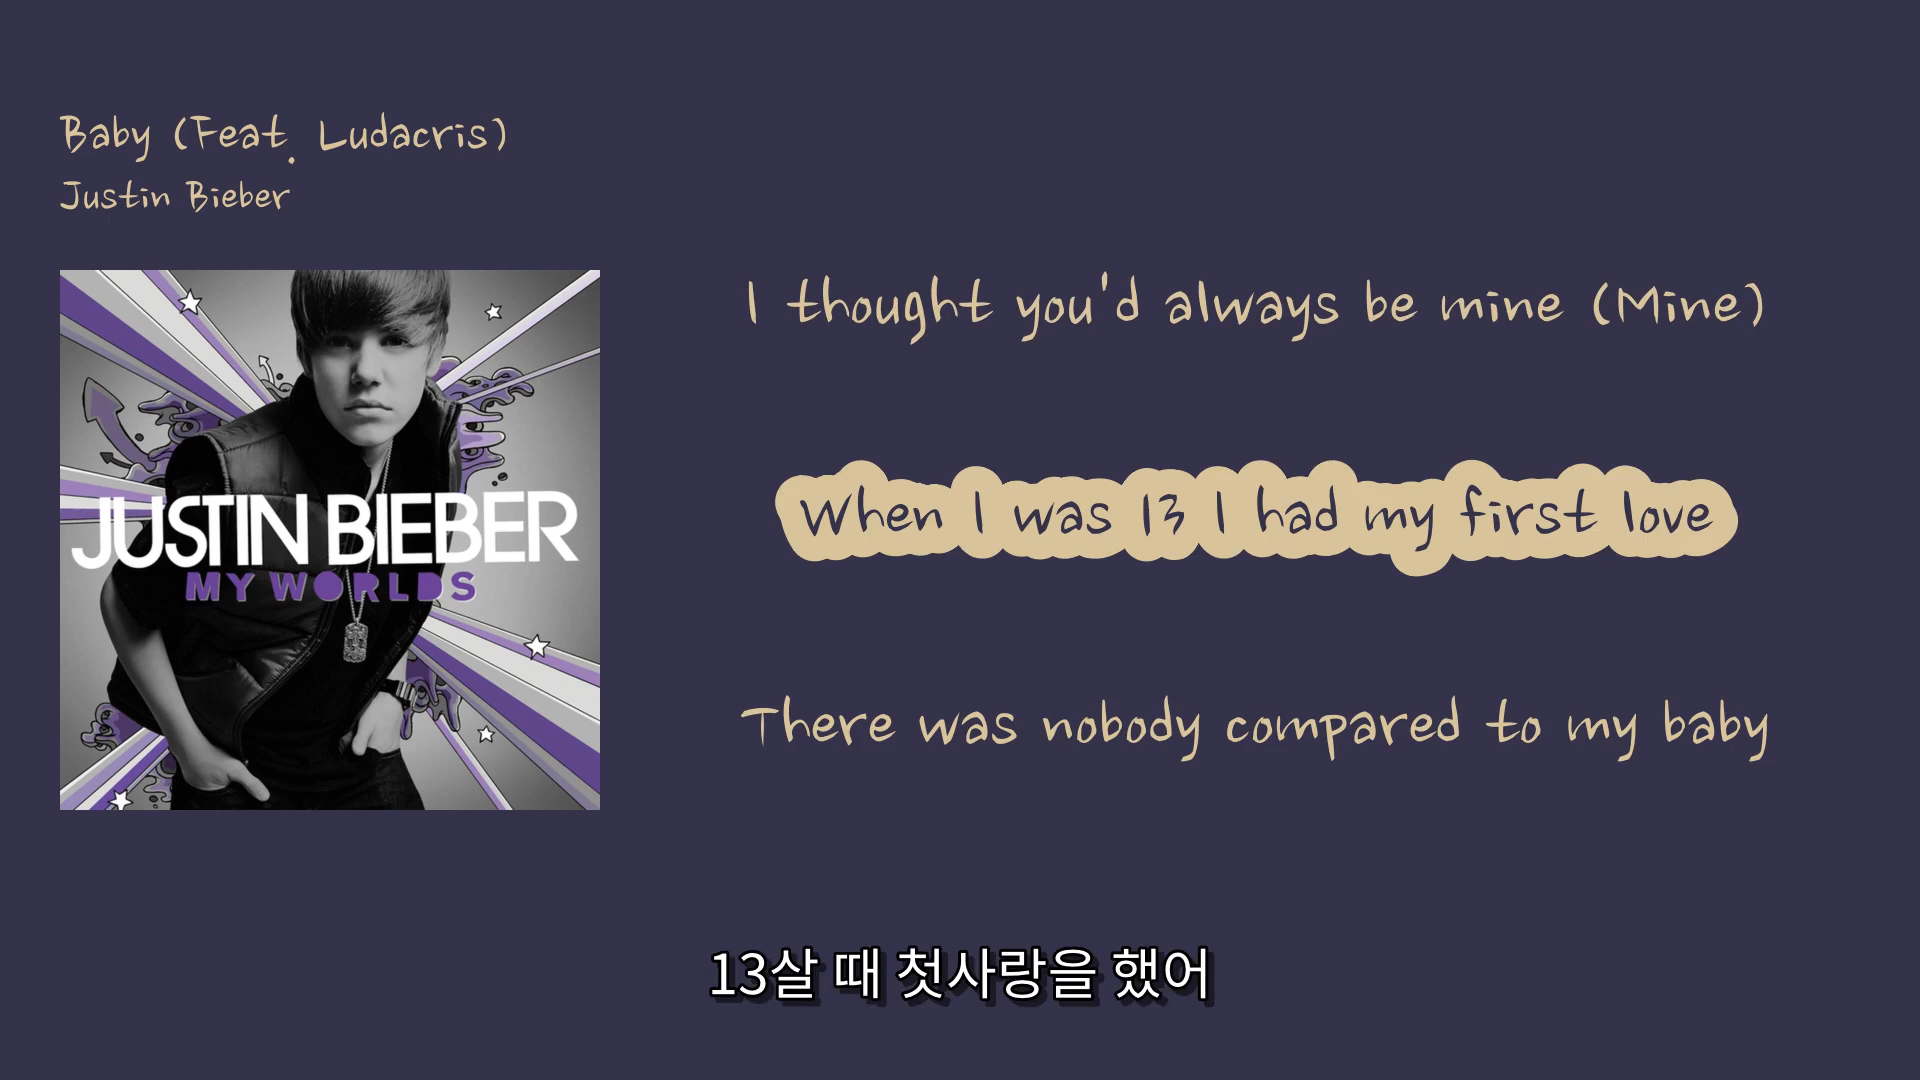 Baby (Feat. Ludacris)
Justin Bieber
JUSTIN BIEBER
MY WORLDS
I thought you'd always be mine (Mine)
When I was 13 I had my first love
There was nobody compared to my baby
13살 때 첫사랑을 했어